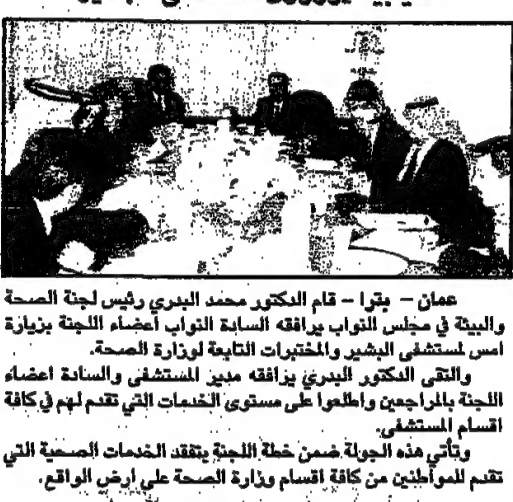 عمان – بترا – قام الدكتور محمد البدري رئيس لجنة الصحة
والبيئة في مجلس النواب يرافقه السادة النواب أعضاء اللجنة بزيارة
امس لمستشفى البشير والمختبرات التابعة لوزارة الصحة.
والتقى الدكتور البدري يرافقه مدير المستشفى والسادة اعضاء
اللجنة بالمراجعين واطلعوا على مستوى الخدمات التي تقدم لهم في كافة
اقسام المستشفى.
وتأتي هذه الجولة ضمن خطة اللجنة بتفقد الخدمات الصحية التي
تقدم للمواطنين من كافة اقسام وزارة الصحة على ارض الواقع.